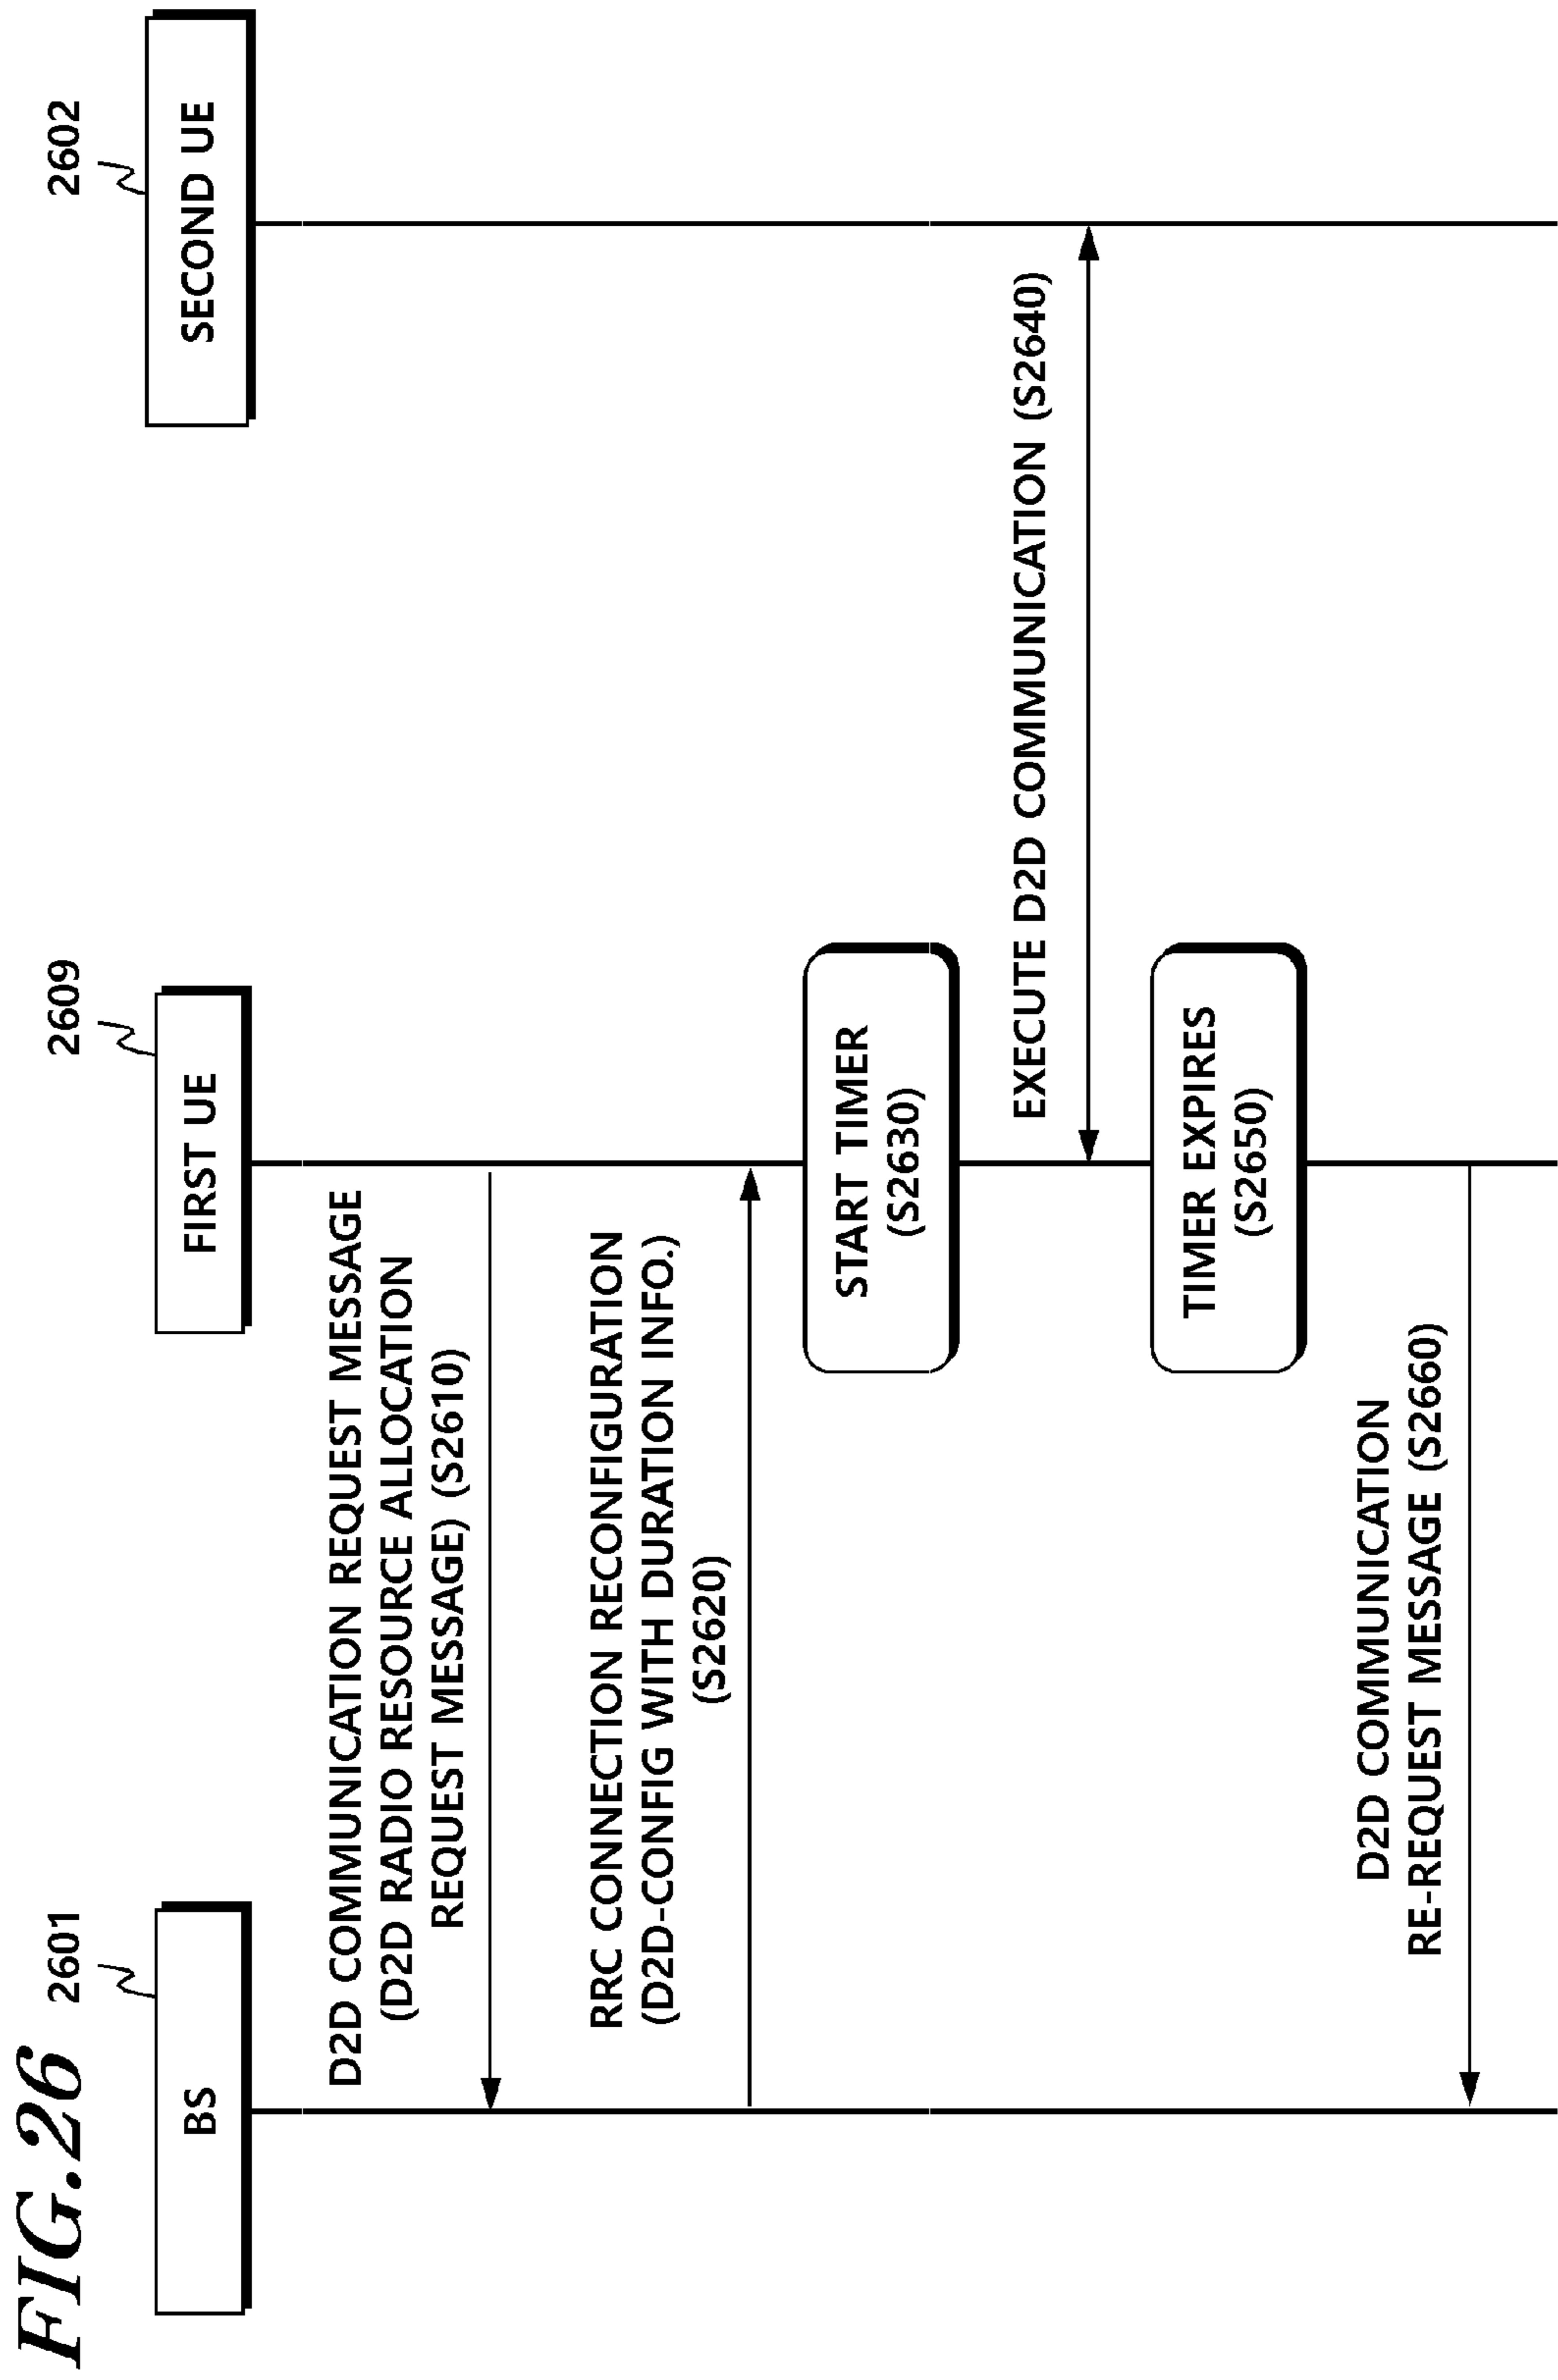 FIG.26
2601
2609
2602
BS
FIRST UE
SECOND UE
D2D COMMUNICATION REQUEST MESSAGE
(D2D RADIO RESOURCE ALLOCATION
REQUEST MESSAGE) (S2610)
RRC CONNECTION RECONFIGURATION
(D2D-CONFIG WITH DURATION INFO.)
(S2620)
START TIMER
(S2630)
EXECUTE D2D COMMUNICATION (S2640)
TIMER EXPIRES
(S2650)
D2D COMMUNICATION
RE-REQUEST MESSAGE (S2660)